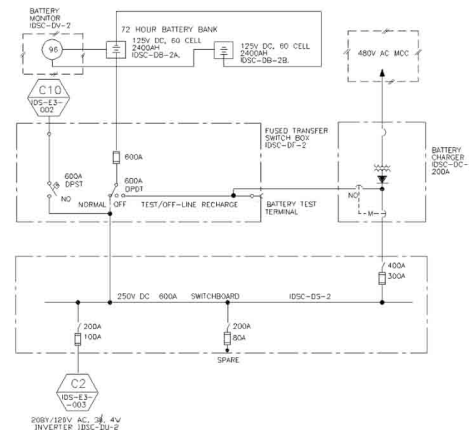 BATTERY
MONITOR
IDSC-DV-2
96
72 HOUR BATTERY BANK
125V DC, 60 CELL
2400AH
IDSC-DB-2A.
125V DC, 60 CELL
2400AH
IDSC-DB-2B.
480V AC MCC
C10
IDS-E3-
002
FUSED TRANSFER
SWITCH BOX
IDSC-DF-2
BATTERY
CHARGER
IDSC-DC-
200A
600A
600A
DPST
NO
600A
DPDT
NORMAL
OFF
TEST/OFF-LINE RECHARGE
BATTERY TEST
TERMINAL
NO
M
400A
300A
250V DC 600A SWITCHBOARD IDSC-DS-2
200A
100A
200A
80A
SPARE
C2
IDS-E3-
-003
208Y/120V AC, 3Ø, 4W
INVERTER IDSC-DU-2